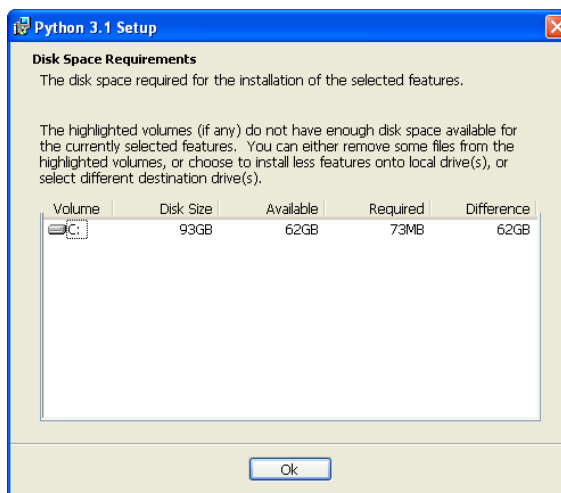 Python 3.1 Setup
Disk Space Requirements
The disk space required for the installation of the selected features.
The highlighted volumes (if any) do not have enough disk space available for
the currently selected features. You can either remove some files from the
highlighted volumes, or choose to install less features onto local drive(s), or
select different destination drive(s).
Volume Disk Size Available Required Difference
C: 93GB 62GB 73MB 62GB
Ok